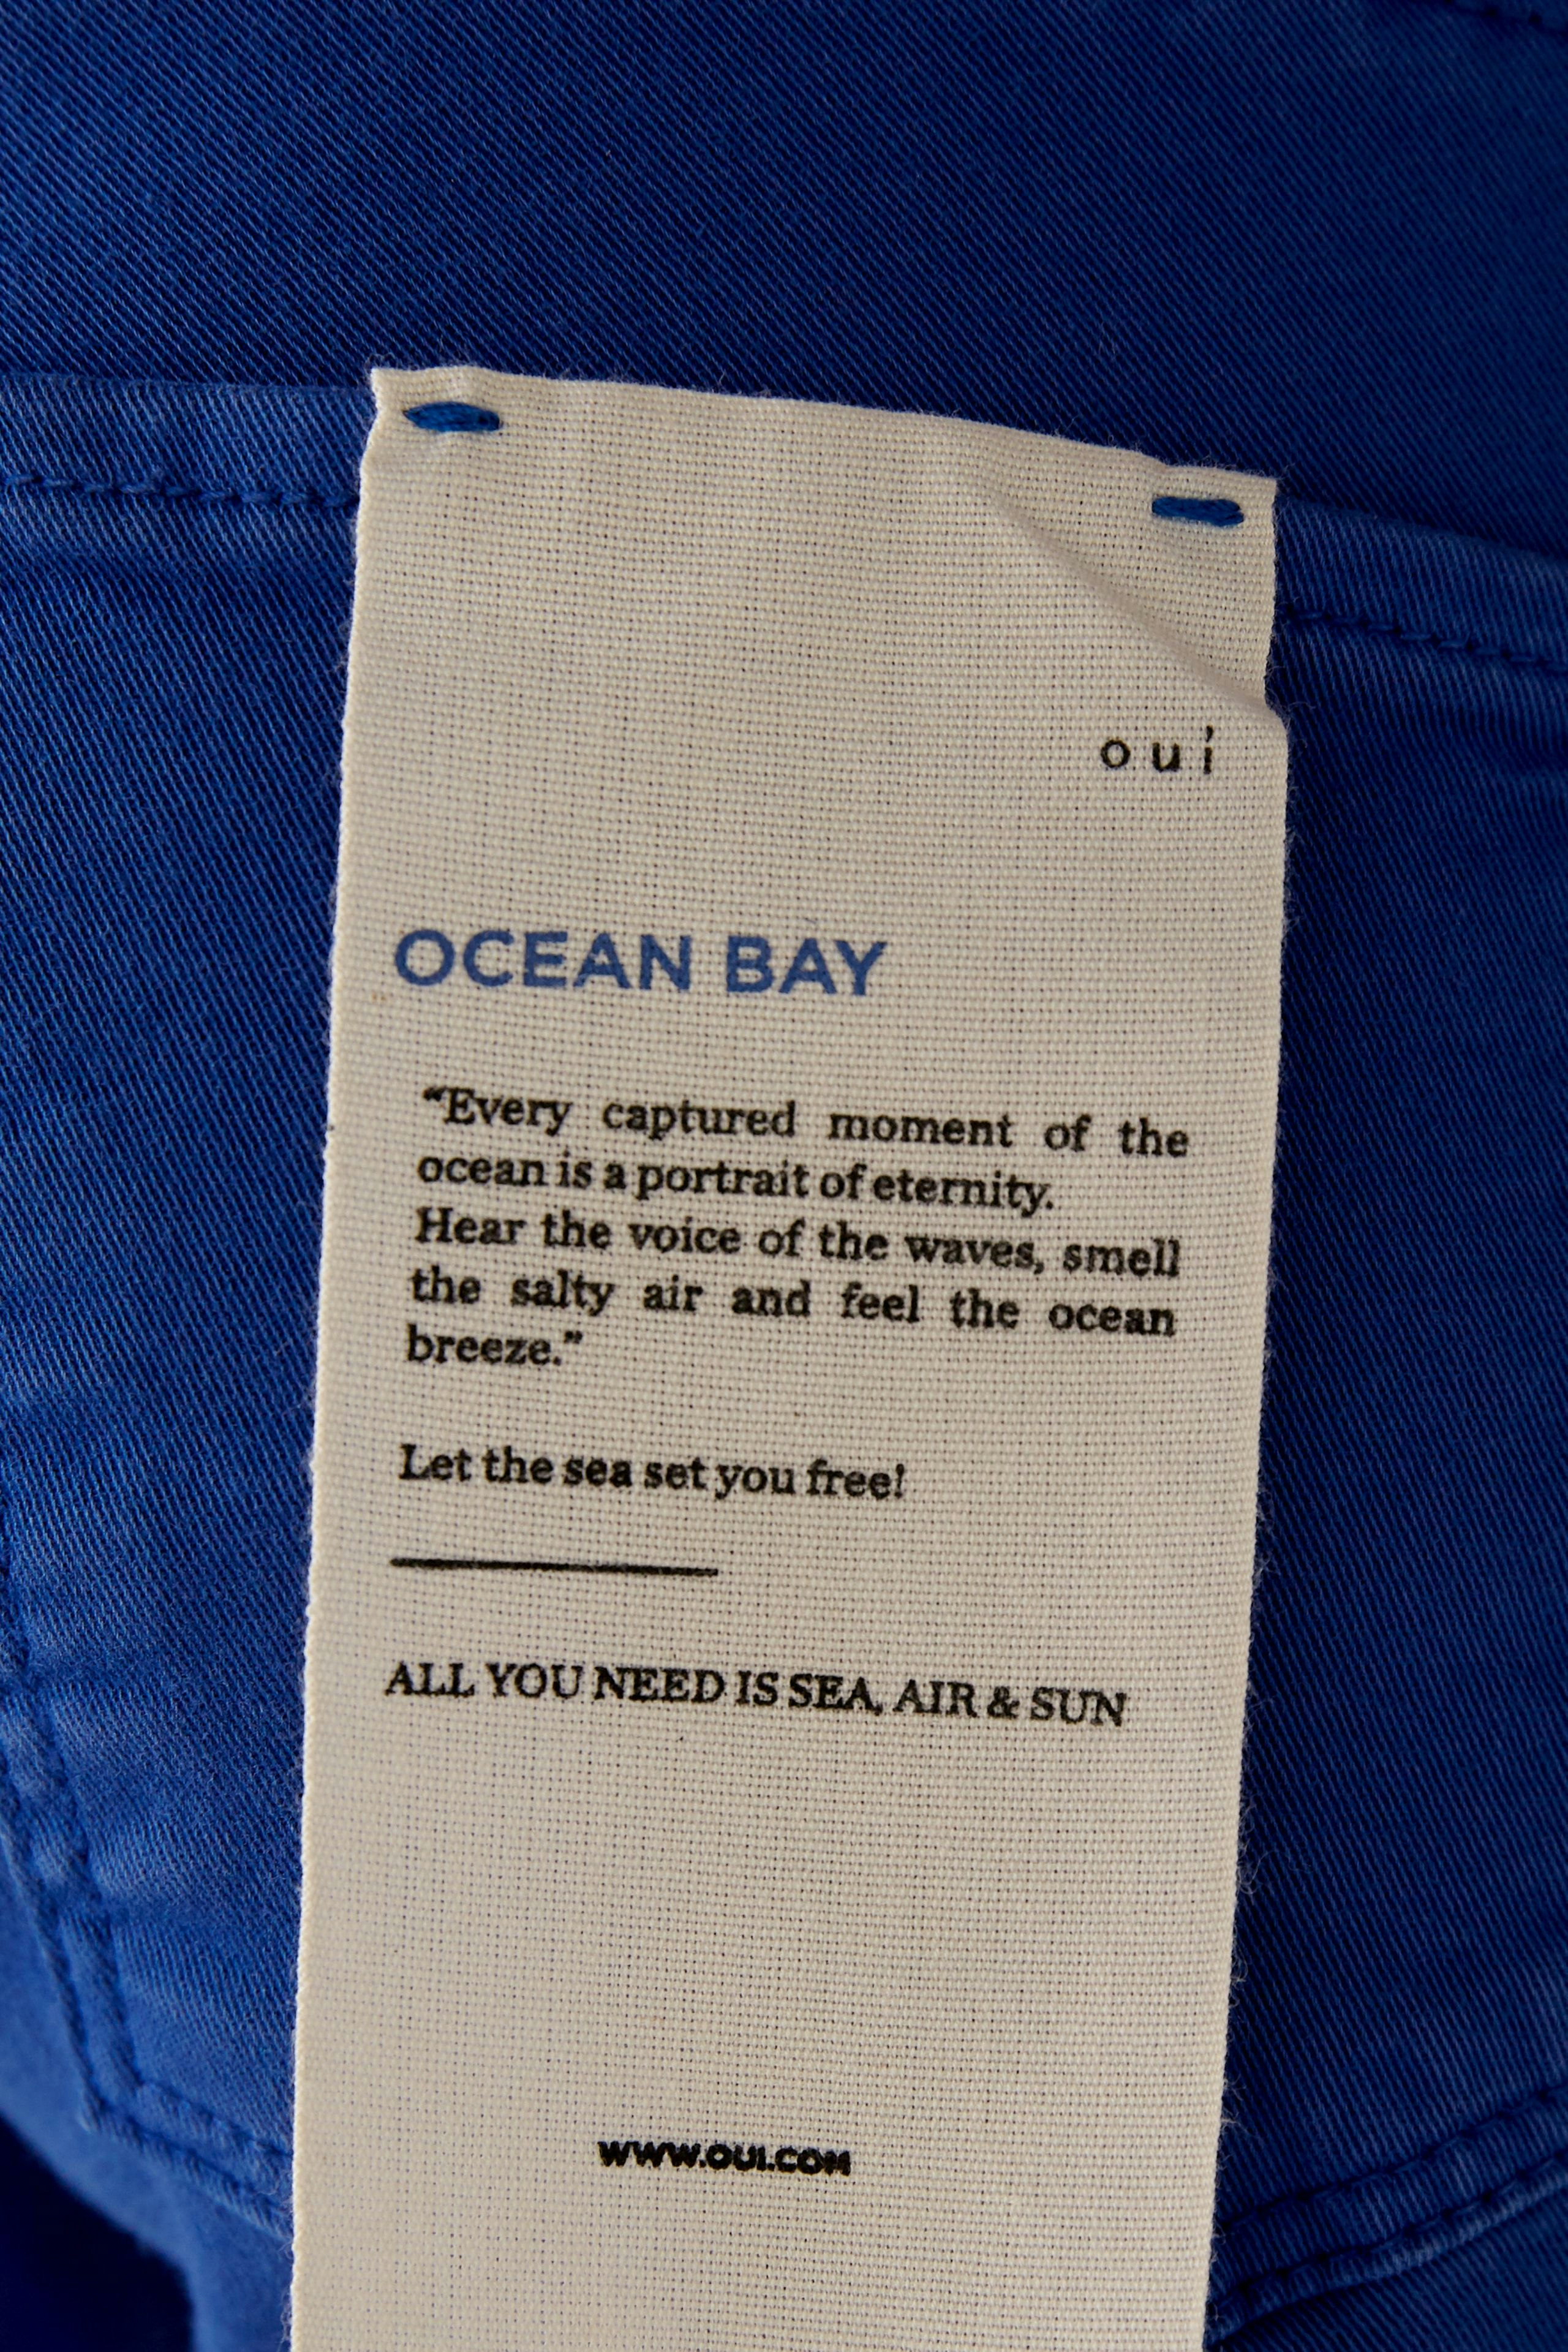 oui
OCEAN BAY
“Every captured moment of the
ocean is a portrait of eternity.
Hear the voice of the waves, smell
the salty air and feel the ocean
breeze.”
Let the sea set you free!
ALL YOU NEED IS SEA, AIR & SUN
WWW.OUI.COM